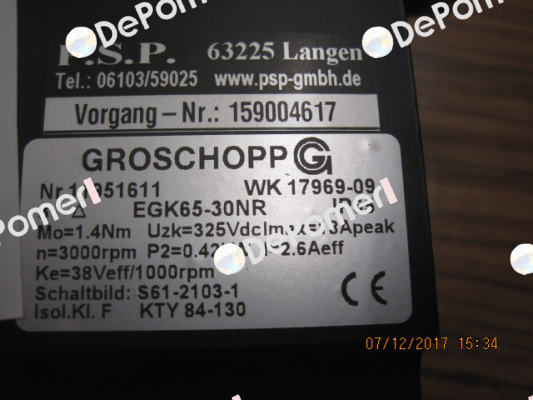 DePomerI DePomerI
P.S.P. 63225 Langen
Tel.: 06103/59025 www.psp-gmbh.de
Vorgang-Nr.: 159004617
GROSCHOPP G
WK 17969-09
EGK65-30NR
Mo=1.4Nm Uzk=325Vdc
n=3000rpm
Ke=38Veff/1000rpm
Schaltbild: S61-2103-1
Isol.Kl. F KTY 84-130
CE
07/12/2017 15:34